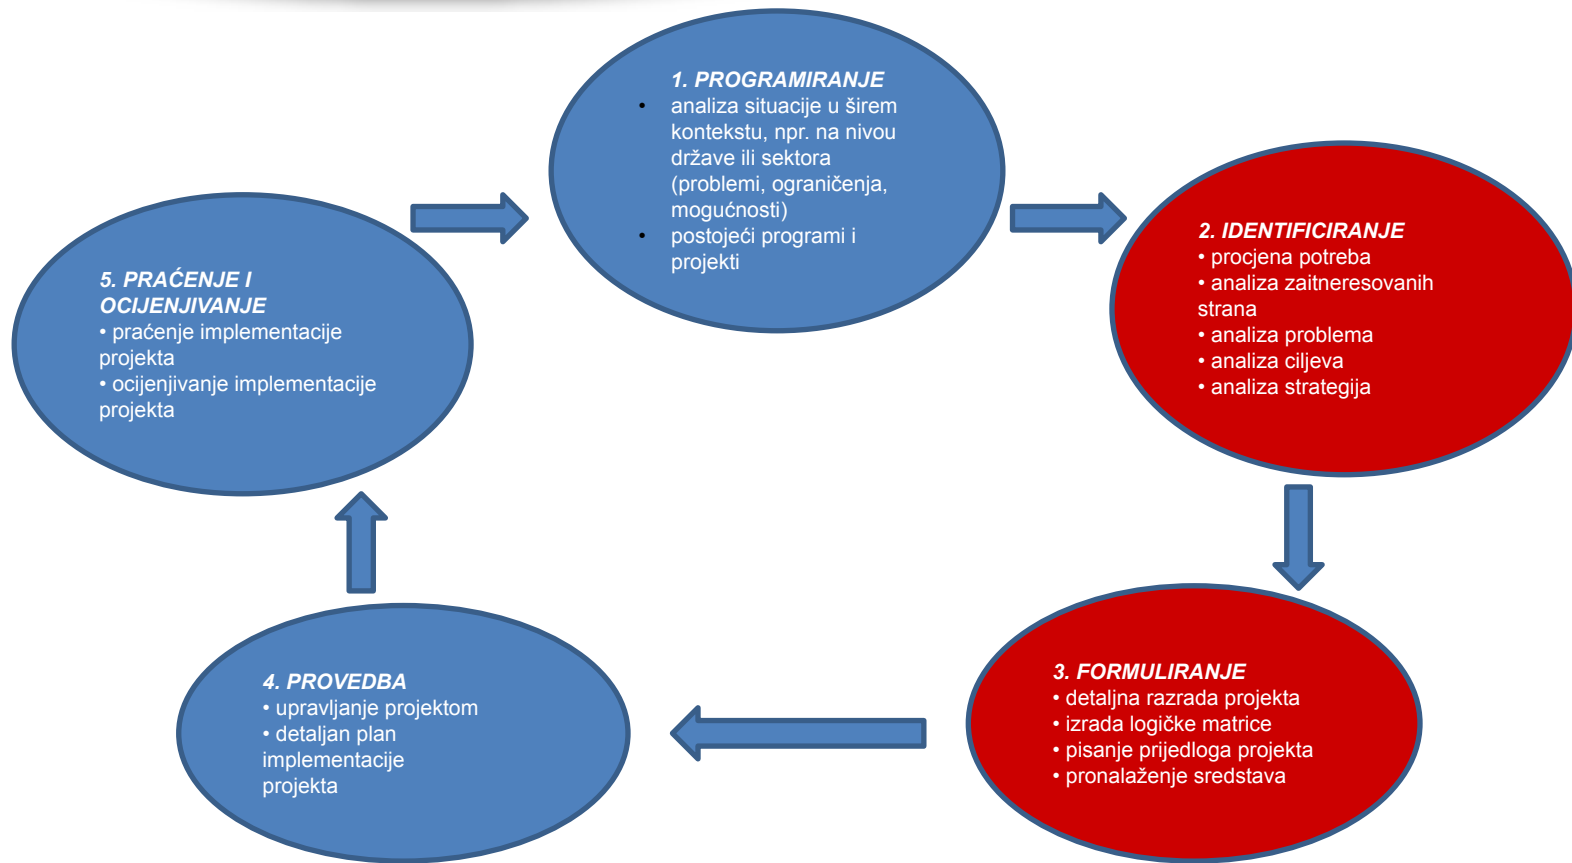 1. PROGRAMIRANJE
• analiza situacije u širem
kontekstu, npr. na nivou
države ili sektora
(problemi, ograničenja,
mogućnosti)
• postojeći programi i
projekti
2. IDENTIFICIRANJE
• procjena potreba
• analiza zaitneresovanih
strana
• analiza problema
• analiza ciljeva
• analiza strategija
3. FORMULIRANJE
• detaljna razrada projekta
• izrada logičke matrice
• pisanje prijedloga projekta
• pronalaženje sredstava
4. PROVEDBA
• upravljanje projektom
• detaljan plan
implementacije
projekta
5. PRAĆENJE I
OCIJENJIVANJE
• praćenje implementacije
projekta
• ocijenjivanje implementacije
projekta